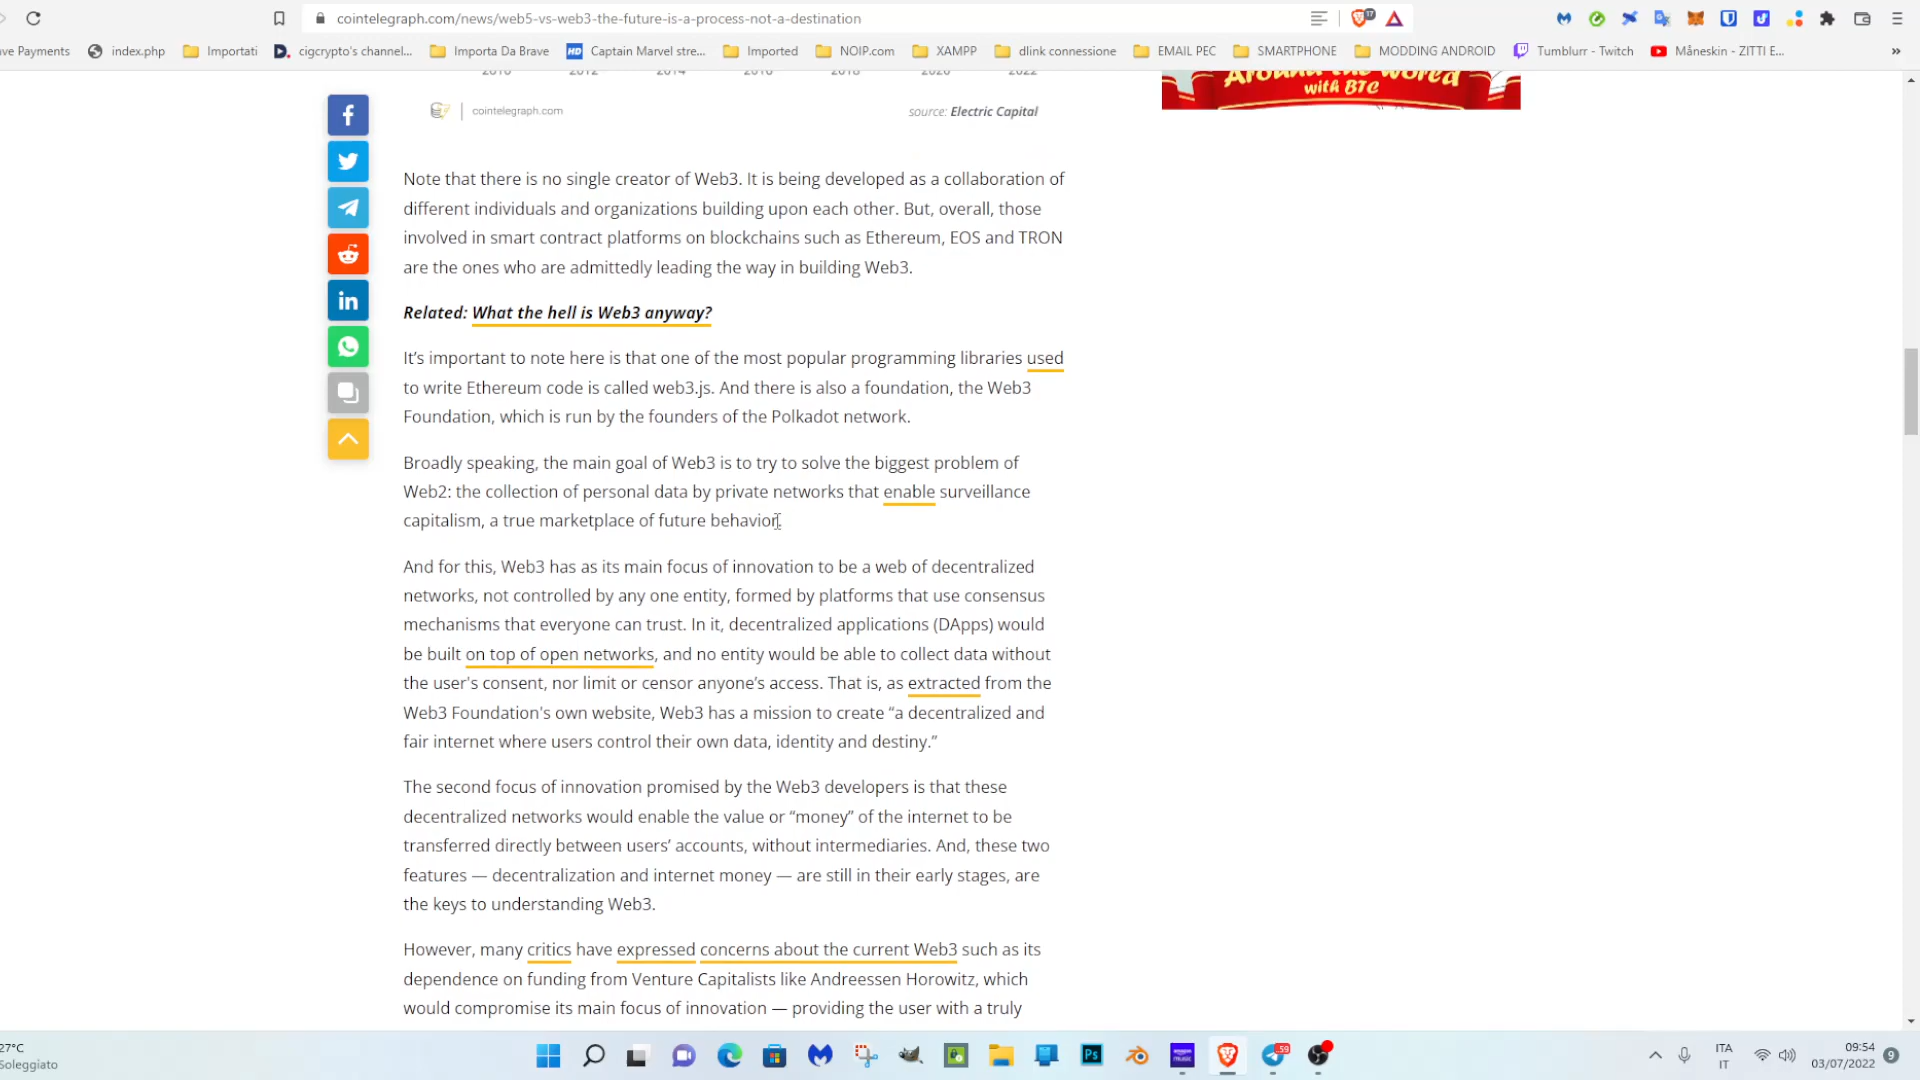 cointelegraph.com/news/web5-vs-web3-the-future-is-a-process-not-a-destination
17
ve Payments
index.php
Importati
cigcrypto's channel...
Importa Da Brave
HD
Captain Marvel stre...
Imported
NOIP.com
XAMPP
dlink connessione
EMAIL PEC
SMARTPHONE
MODDING ANDROID
Tumblurr - Twitch
Måneskin - ZITTI E...
»
2010 2012 2014 2016 2018 2020 2022
Around the world
with BTC
cointelegraph.com
source: Electric Capital
Note that there is no single creator of Web3. It is being developed as a collaboration of
different individuals and organizations building upon each other. But, overall, those
involved in smart contract platforms on blockchains such as Ethereum, EOS and TRON
are the ones who are admittedly leading the way in building Web3.
Related: What the hell is Web3 anyway?
It's important to note here is that one of the most popular programming libraries used
to write Ethereum code is called web3.js. And there is also a foundation, the Web3
Foundation, which is run by the founders of the Polkadot network.
Broadly speaking, the main goal of Web3 is to try to solve the biggest problem of
Web2: the collection of personal data by private networks that enable surveillance
capitalism, a true marketplace of future behavior.
And for this, Web3 has as its main focus of innovation to be a web of decentralized
networks, not controlled by any one entity, formed by platforms that use consensus
mechanisms that everyone can trust. In it, decentralized applications (DApps) would
be built on top of open networks, and no entity would be able to collect data without
the user's consent, nor limit or censor anyone's access. That is, as extracted from the
Web3 Foundation's own website, Web3 has a mission to create “a decentralized and
fair internet where users control their own data, identity and destiny.”
The second focus of innovation promised by the Web3 developers is that these
decentralized networks would enable the value or “money” of the internet to be
transferred directly between users’ accounts, without intermediaries. And, these two
features — decentralization and internet money — are still in their early stages, are
the keys to understanding Web3.
However, many critics have expressed concerns about the current Web3 such as its
dependence on funding from Venture Capitalists like Andreessen Horowitz, which
would compromise its main focus of innovation — providing the user with a truly
27°C
Soleggiato
Ps
59
ITA
IT
09:54
03/07/2022
9